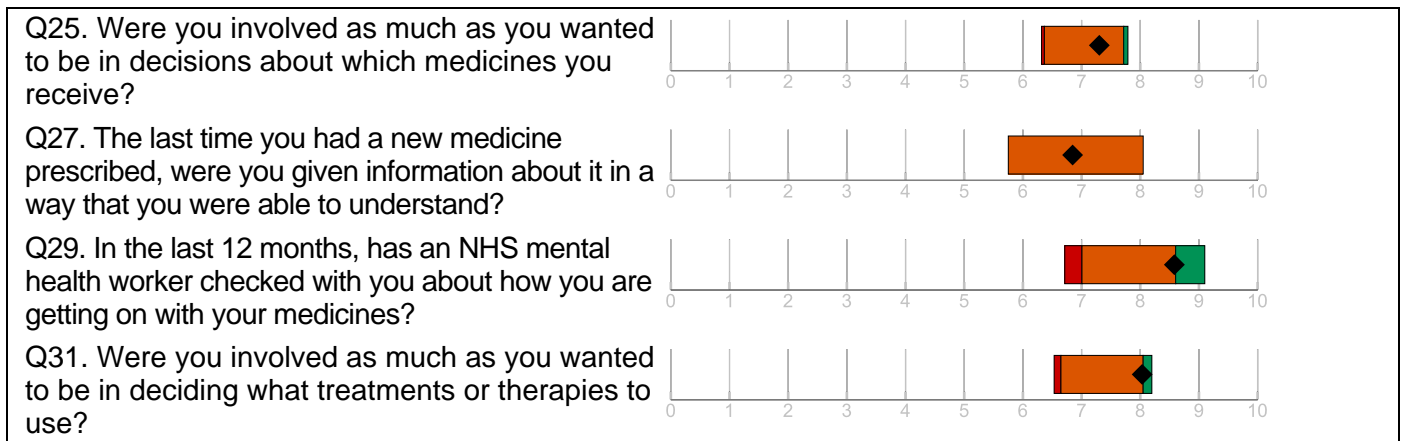 Q25. Were you involved as much as you wanted
to be in decisions about which medicines you
receive?
0 1 2 3 4 5 6 7 8 9 10
Q27. The last time you had a new medicine
prescribed, were you given information about it in a
way that you were able to understand?
0 1 2 3 4 5 6 7 8 9 10
Q29. In the last 12 months, has an NHS mental
health worker checked with you about how you are
getting on with your medicines?
0 1 2 3 4 5 6 7 8 9 10
Q31. Were you involved as much as you wanted
to be in deciding what treatments or therapies to
use?
0 1 2 3 4 5 6 7 8 9 10